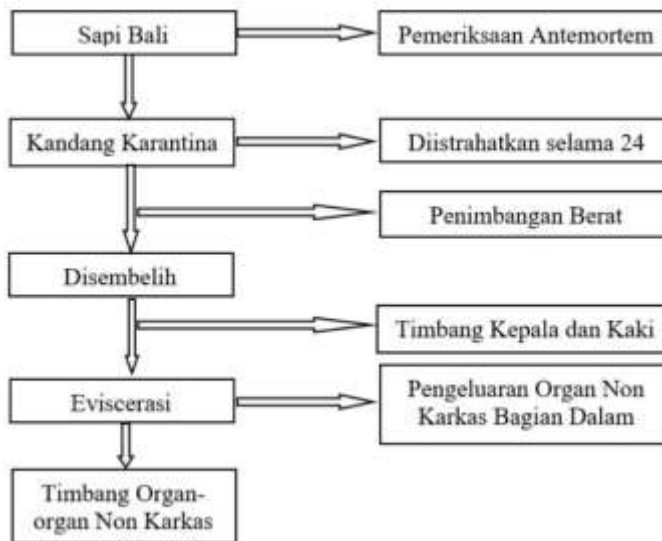 Sapi Bali
Pemeriksaan Antemortem
Kandang Karantina
Diistrahatkan selama 24
Penimbangan Berat
Disembelih
Timbang Kepala dan Kaki
Eviscerasi
Pengeluaran Organ Non
Karkas Bagian Dalam
Timbang Organ-
organ Non Karkas